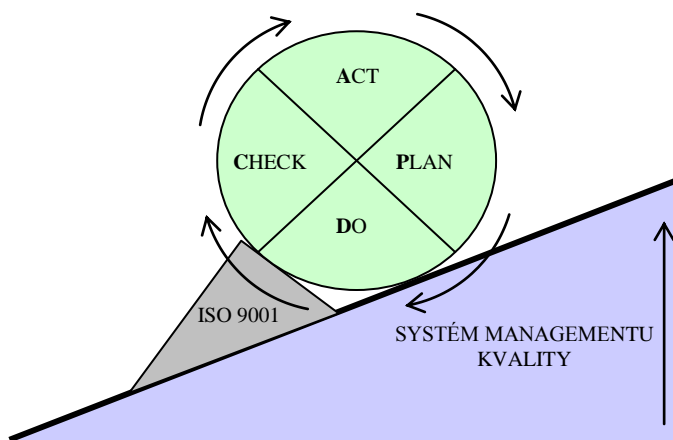 ACT
CHECK
PLAN
DO
ISO 9001
SYSTÉM MANAGEMENTU
KVALITY